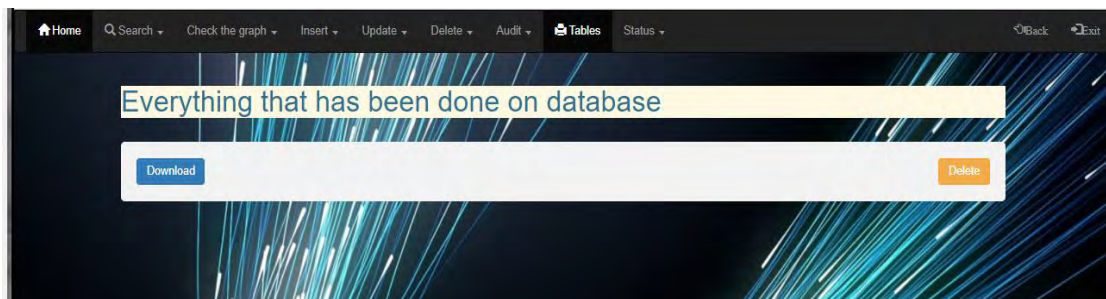 Home Search Check the graph Insert Update Delete Audit Tables Status Back Exit
Everything that has been done on database
Download Delete